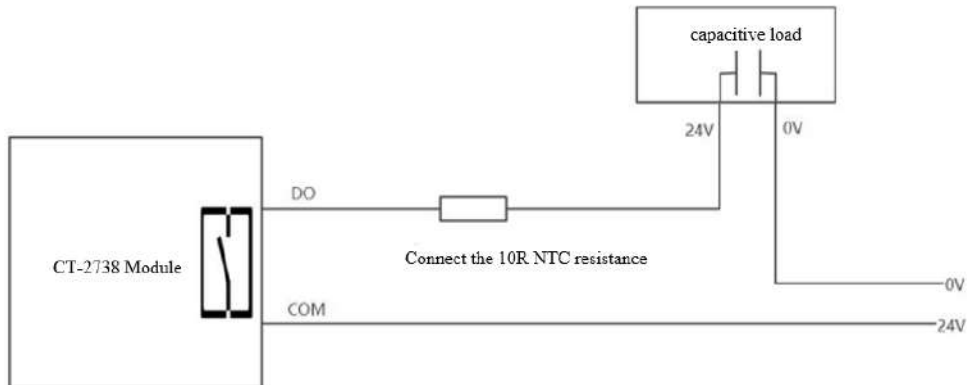 capacitive load
24V
0V
DO
CT-2738 Module
Connect the 10R NTC resistance
COM
0V
24V